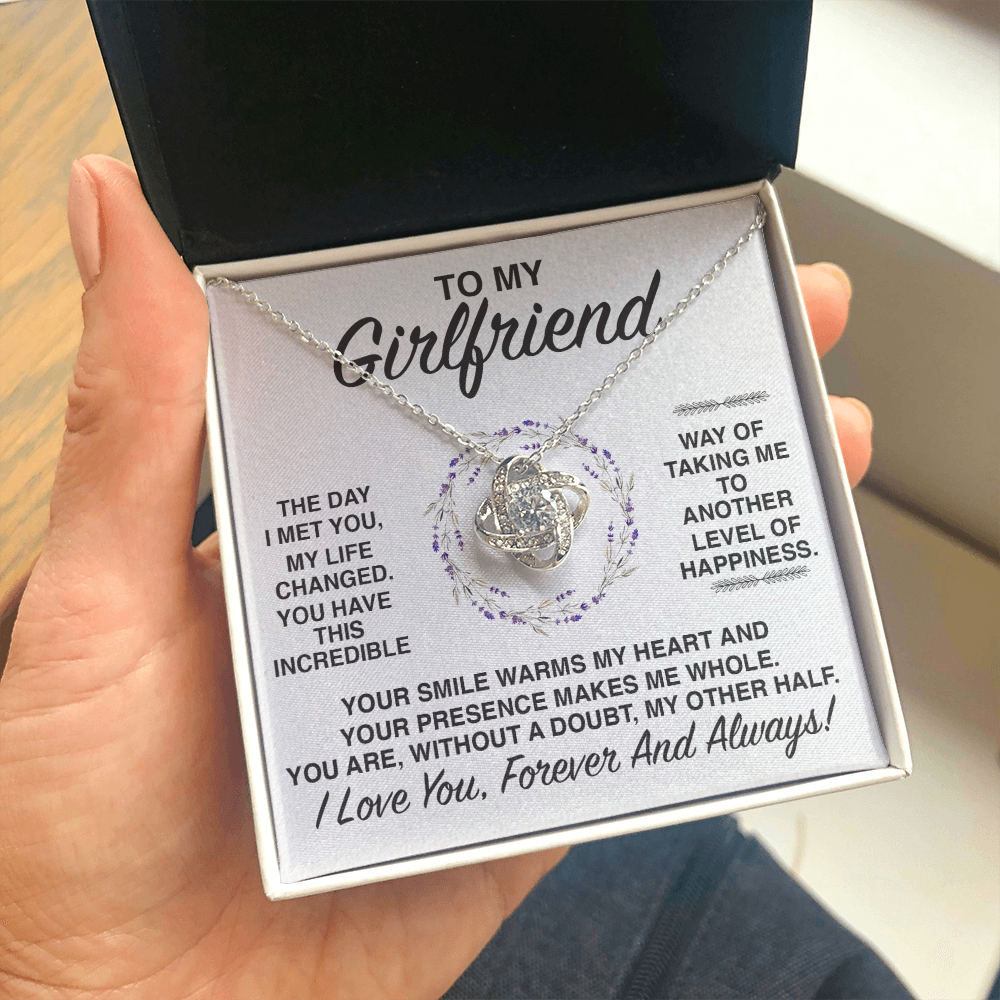 TO MY
Girlfriend
THE DAY
I MET YOU,
MY LIFE
CHANGED.
YOU HAVE
THIS
INCREDIBLE
WAY OF
TAKING ME
TO
ANOTHER
LEVEL OF
HAPPINESS.
YOUR SMILE WARMS MY HEART AND
YOUR PRESENCE MAKES ME WHOLE.
YOU ARE, WITHOUT A DOUBT, MY OTHER HALF.
I Love You, Forever And Always!